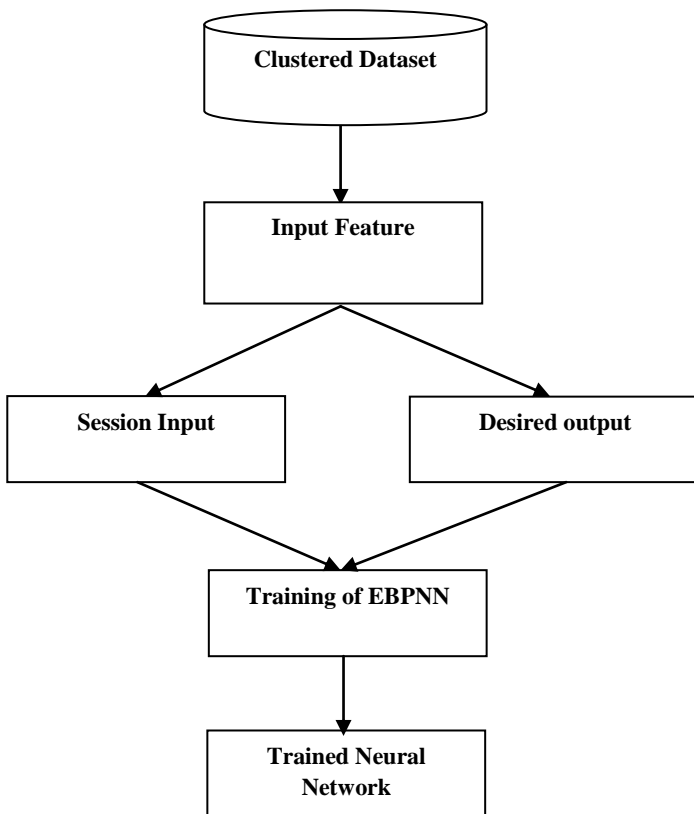 Clustered Dataset
Input Feature
Session Input
Desired output
Training of EBPNN
Trained Neural
Network